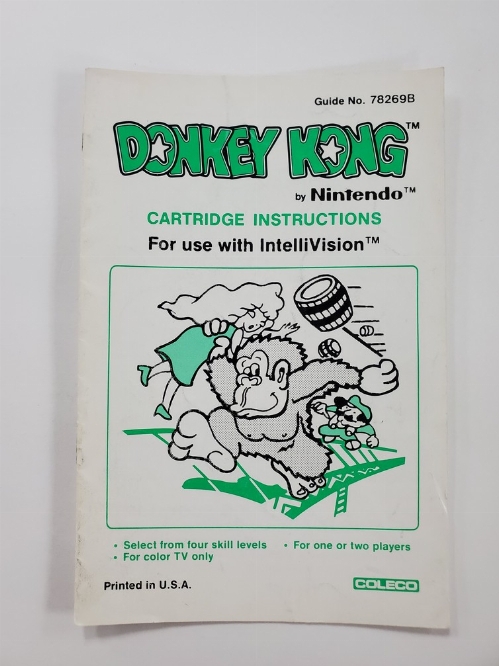 Guide No. 78269B
DONKEY KONG™
by Nintendo™
CARTRIDGE INSTRUCTIONS
For use with IntelliVision™
• Select from four skill levels • For one or two players
• For color TV only
Printed in U.S.A. COLECO